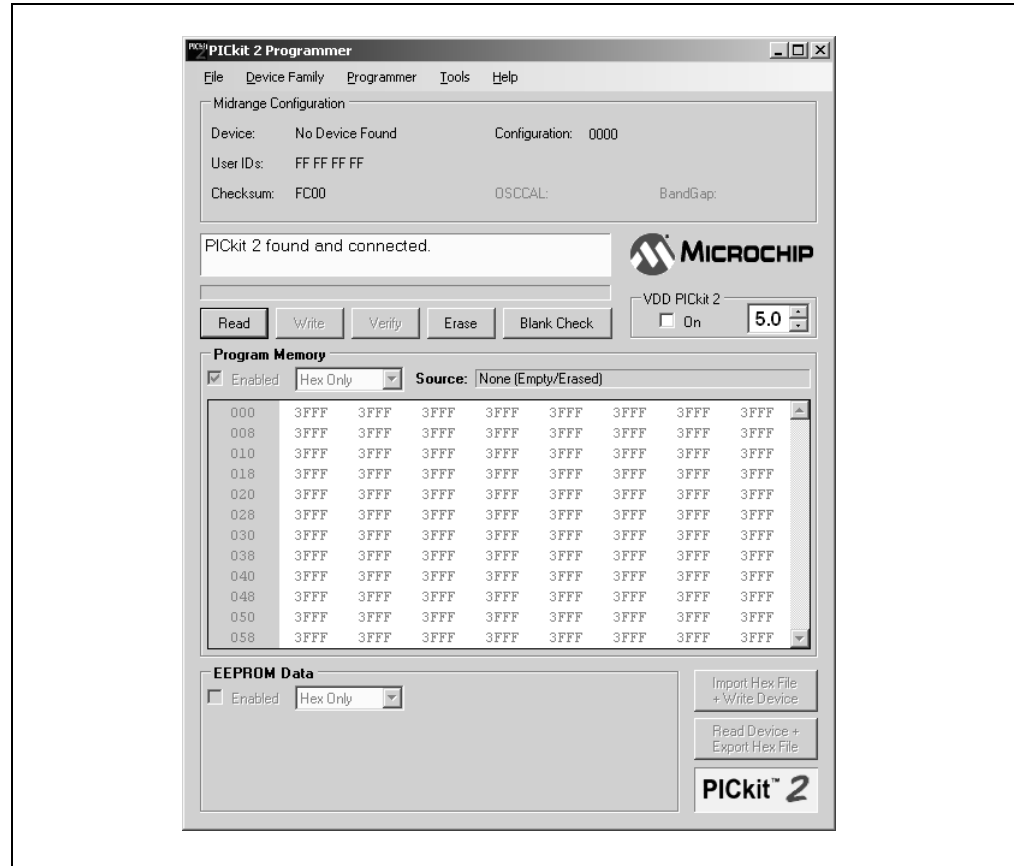 PICkit 2 Programmer
File Device Family Programmer Tools Help
Midrange Configuration
Device: No Device Found Configuration: 0000
User IDs: FF FF FF FF
Checksum: FC00 OSCCAL: BandGap:
PICkit 2 found and connected.
MICROCHIP
VDD PICkit 2
On 5.0
Read Write Verify Erase Blank Check
Program Memory
Enabled Hex Only Source: None (Empty/Erased)
000 3FFF 3FFF 3FFF 3FFF 3FFF 3FFF 3FFF 3FFF
008 3FFF 3FFF 3FFF 3FFF 3FFF 3FFF 3FFF 3FFF
010 3FFF 3FFF 3FFF 3FFF 3FFF 3FFF 3FFF 3FFF
018 3FFF 3FFF 3FFF 3FFF 3FFF 3FFF 3FFF 3FFF
020 3FFF 3FFF 3FFF 3FFF 3FFF 3FFF 3FFF 3FFF
028 3FFF 3FFF 3FFF 3FFF 3FFF 3FFF 3FFF 3FFF
030 3FFF 3FFF 3FFF 3FFF 3FFF 3FFF 3FFF 3FFF
038 3FFF 3FFF 3FFF 3FFF 3FFF 3FFF 3FFF 3FFF
040 3FFF 3FFF 3FFF 3FFF 3FFF 3FFF 3FFF 3FFF
048 3FFF 3FFF 3FFF 3FFF 3FFF 3FFF 3FFF 3FFF
050 3FFF 3FFF 3FFF 3FFF 3FFF 3FFF 3FFF 3FFF
058 3FFF 3FFF 3FFF 3FFF 3FFF 3FFF 3FFF 3FFF
EEPROM Data
Enabled Hex Only
Import Hex File
+ Write Device
Read Device +
Export Hex File
PICkit™ 2